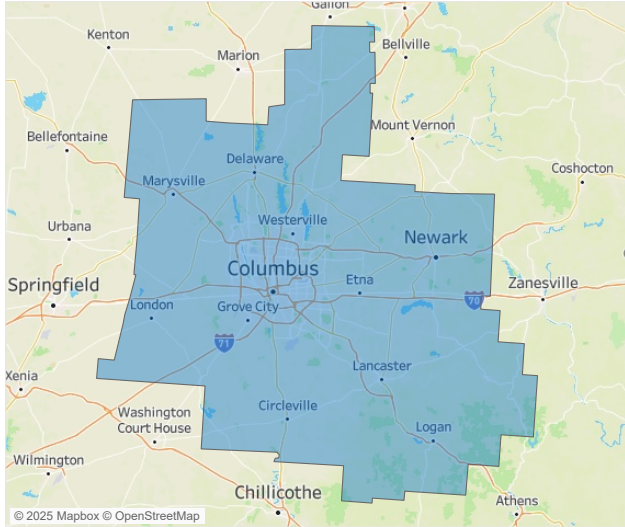 Galion
Kenton
Bellville
Marion
Mount Vernon
Bellefontaine
Delaware
Coshocton
Marysville
Westerville
Urbana
Newark
Columbus
Etna
Springfield
Zanesville
70
London
Grove City
71
Lancaster
Xenia
Circleville
Washington
Court House
Logan
Wilmington
Chillicothe
Athens
© 2025 Mapbox © OpenStreetMap